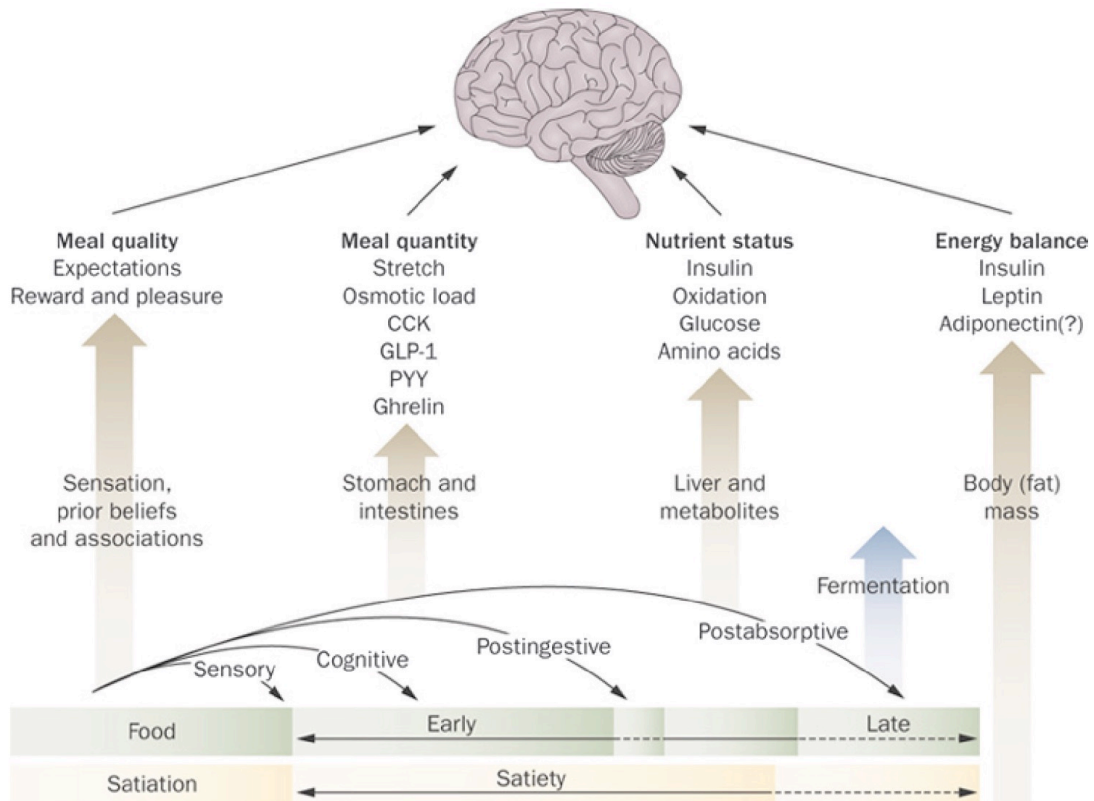 Meal quality
Expectations
Reward and pleasure
Meal quantity
Stretch
Osmotic load
CCK
GLP-1
PYY
Ghrelin
Nutrient status
Insulin
Oxidation
Glucose
Amino acids
Energy balance
Insulin
Leptin
Adiponectin(?)
Sensation,
prior beliefs
and associations
Stomach and
intestines
Liver and
metabolites
Body (fat)
mass
Fermentation
Sensory
Cognitive
Postingestive
Postabsorptive
Food
Early
Late
Satiation
Satiety